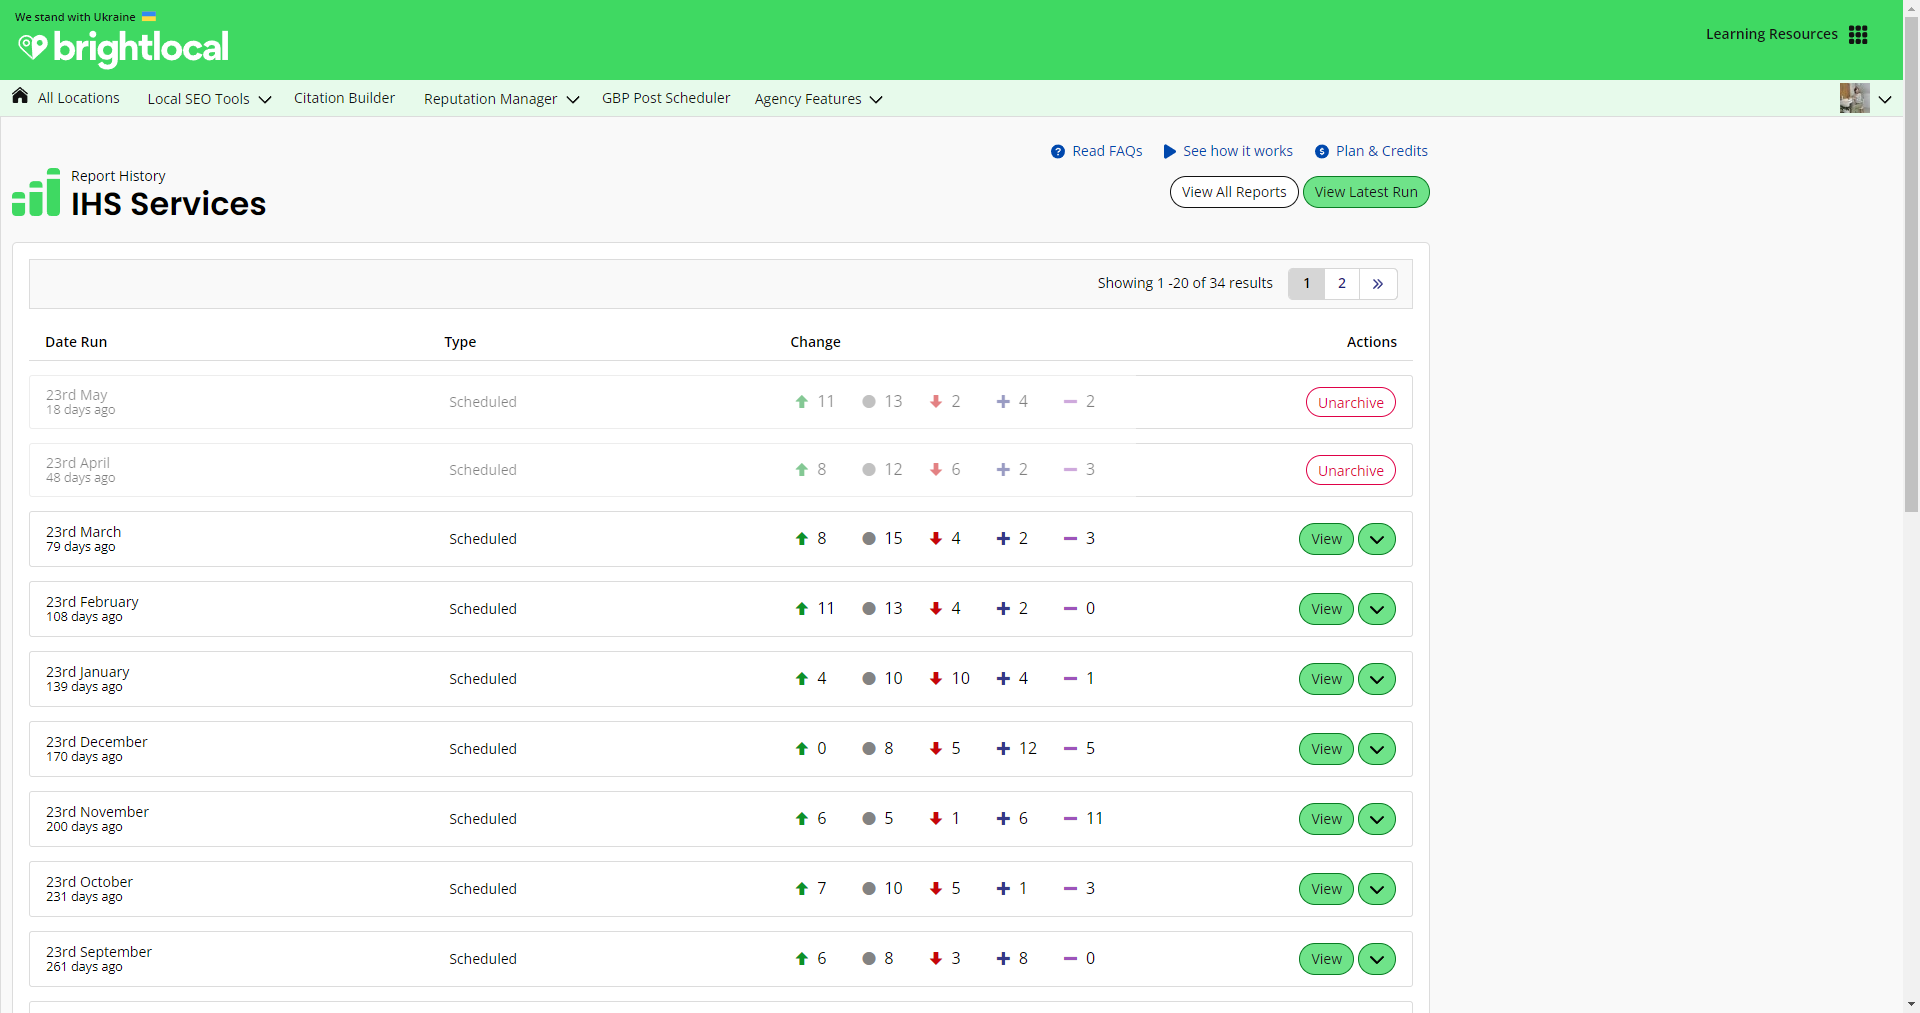 We stand with Ukraine
brightlocal
Learning Resources
All Locations Local SEO Tools Citation Builder Reputation Manager GBP Post Scheduler Agency Features
Read FAQs See how it works Plan & Credits
Report History
IHS Services
View All Reports View Latest Run
Showing 1 -20 of 34 results 1 2 »
Date Run Type Change Actions
23rd May
18 days ago
Scheduled 11 13 2 4 2 Unarchive
23rd April
48 days ago
Scheduled 8 12 6 2 3 Unarchive
23rd March
79 days ago
Scheduled 8 15 4 2 3 View
23rd February
108 days ago
Scheduled 11 13 4 2 0 View
23rd January
139 days ago
Scheduled 4 10 10 4 1 View
23rd December
170 days ago
Scheduled 0 8 5 12 5 View
23rd November
200 days ago
Scheduled 6 5 1 6 11 View
23rd October
231 days ago
Scheduled 7 10 5 1 3 View
23rd September
261 days ago
Scheduled 6 8 3 8 0 View